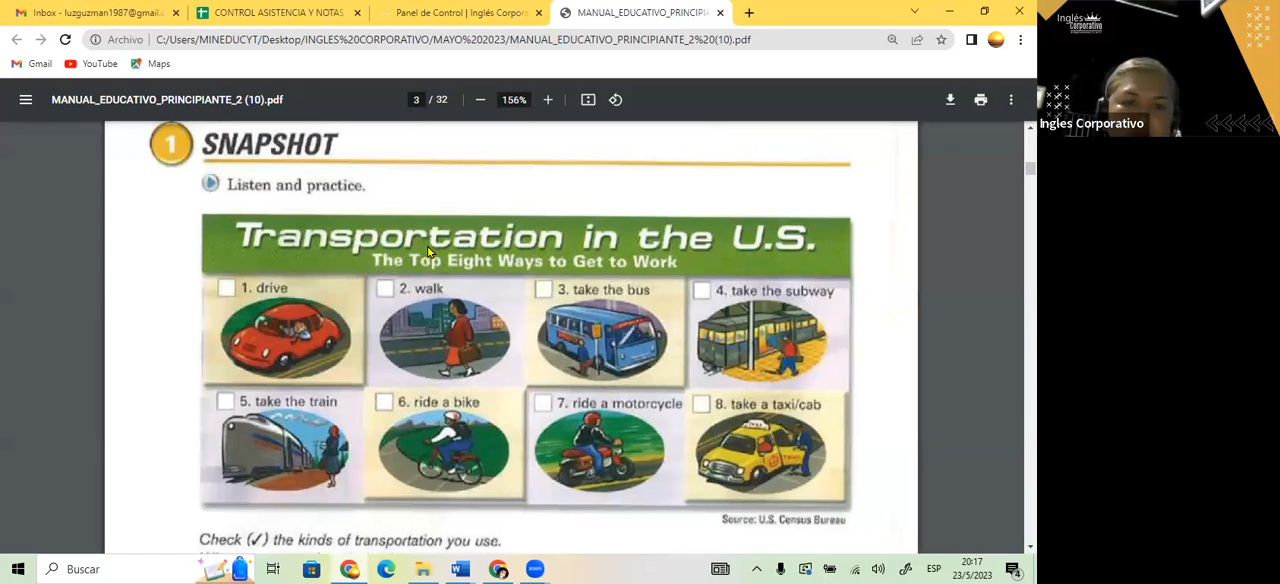 Inbox - luzguzman1987@gmail.c
CONTROL ASISTENCIA Y NOTAS
Panel de Control | Inglés Corpora
MANUAL_EDUCATIVO_PRINCIPI
Archivo
C:/Users/MINEDUCYT/Desktop/INGLES%20CORPORATIVO/MAYO%202023/MANUAL_EDUCATIVO_PRINCIPIANTE_2%20(10).pdf
Gmail
YouTube
Maps
MANUAL_EDUCATIVO_PRINCIPIANTE_2 (10).pdf
3 / 32
156%
Inglés
Corporativo
Ingles Corporativo
1 SNAPSHOT
Listen and practice.
Transportation in the U.S.
The Top Eight Ways to Get to Work
1. drive
2. walk
3. take the bus
4. take the subway
5. take the train
6. ride a bike
7. ride a motorcycle
8. take a taxi/cab
Source: U.S. Census Bureau
Check (✓) the kinds of transportation you use.
Buscar
ESP
20:17
23/5/2023
4